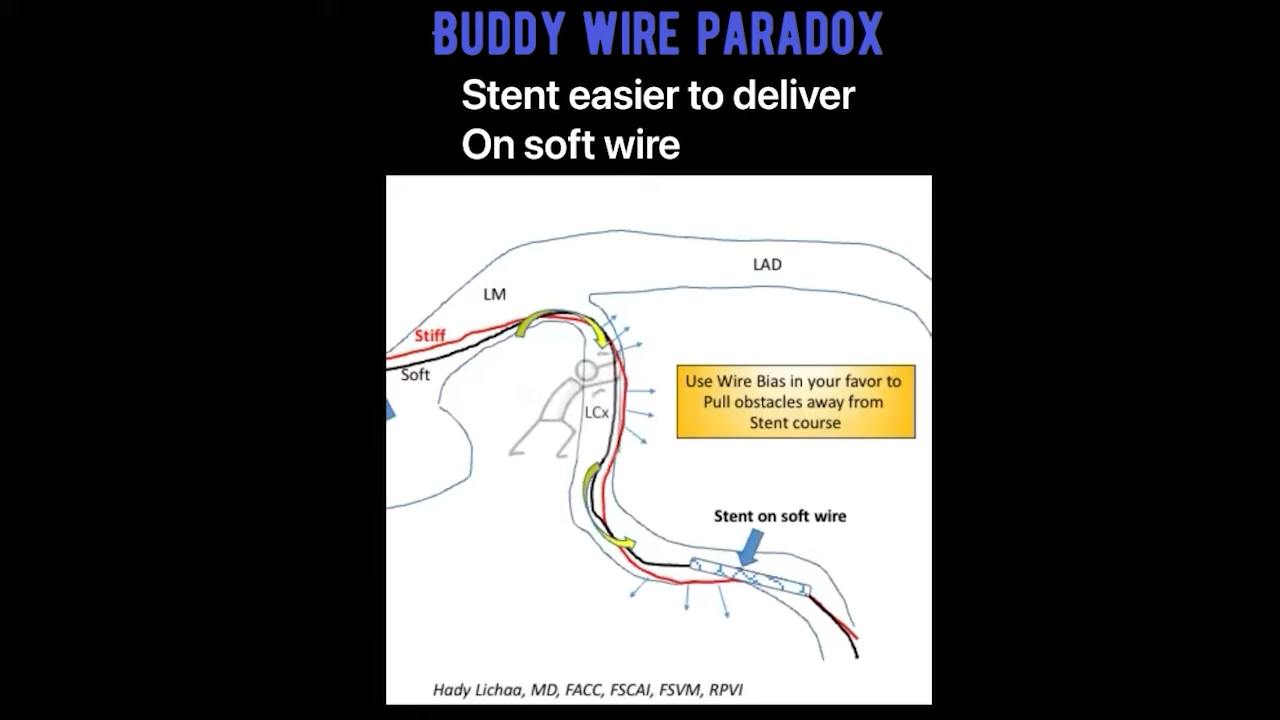 BUDDY WIRE PARADOX
Stent easier to deliver
On soft wire
LAD
LM
Stiff
Soft
Use Wire Bias in your favor to
Pull obstacles away from
Stent course
LCx
Stent on soft wire
Hady Lichaa, MD, FACC, FSCAI, FSVM, RPVI